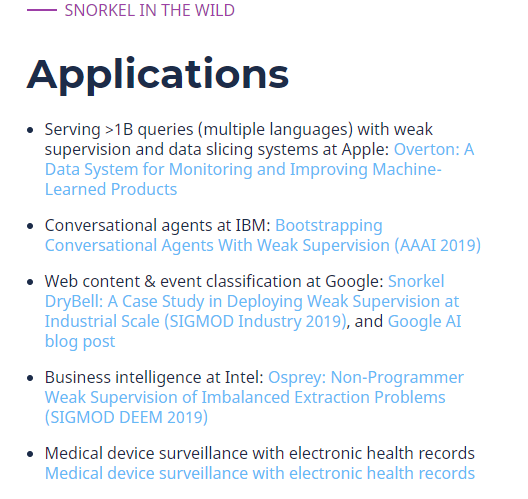 SNORKEL IN THE WILD
Applications
Serving >1B queries (multiple languages) with weak
supervision and data slicing systems at Apple: Overton: A
Data System for Monitoring and Improving Machine-
Learned Products
Conversational agents at IBM: Bootstrapping
Conversational Agents With Weak Supervision (AAAI 2019)
Web content & event classification at Google: Snorkel
DryBell: A Case Study in Deploying Weak Supervision at
Industrial Scale (SIGMOD Industry 2019), and Google AI
blog post
Business intelligence at Intel: Osprey: Non-Programmer
Weak Supervision of Imbalanced Extraction Problems
(SIGMOD DEEM 2019)
Medical device surveillance with electronic health records
Medical device surveillance with electronic health records